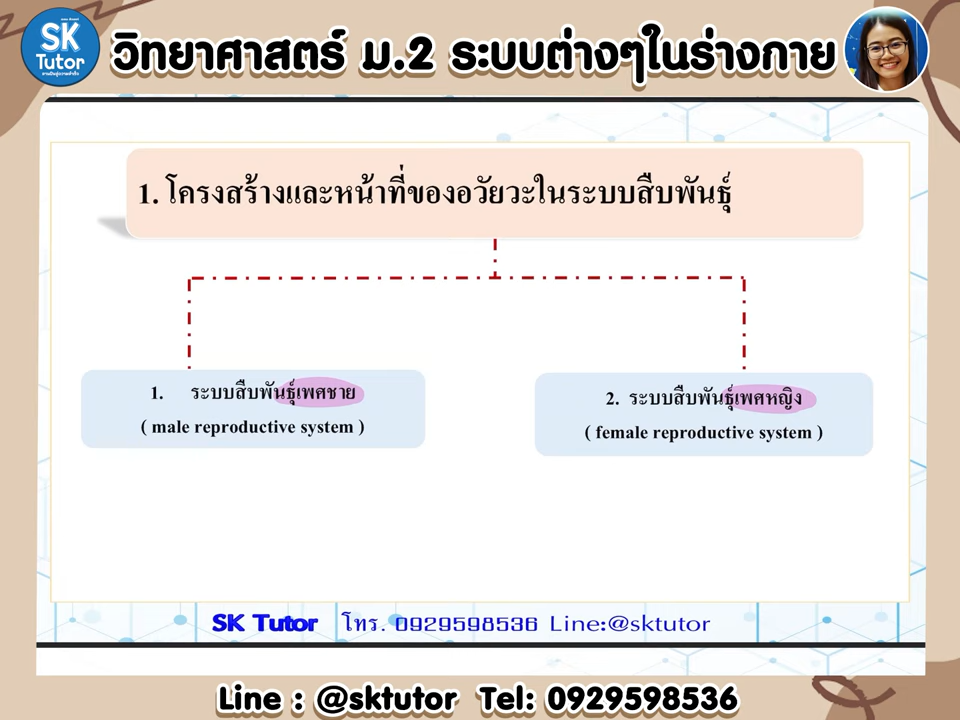 SK
Tutor
วิทยาศาสตร์ ม.2 ระบบต่างๆในร่างกาย
1. โครงสร้างและหน้าที่ของอวัยวะในระบบสืบพันธุ์
1. ระบบสืบพันธุ์เพศชาย
( male reproductive system )
2. ระบบสืบพันธุ์เพศหญิง
( female reproductive system )
SK Tutor โทร. 0929598536 Line:@sktutor
Line : @sktutor Tel: 0929598536